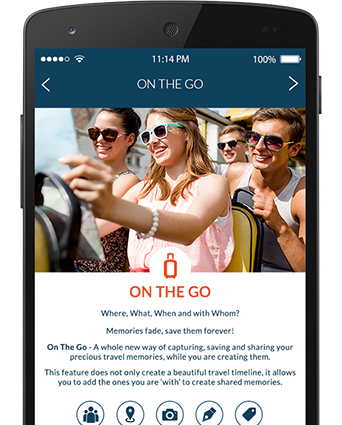 11:14 PM
100%
ON THE GO
ON THE GO
Where, What, When and with Whom?
Memories fade, save them forever!
On The Go - A whole new way of capturing, saving and sharing your
precious travel memories, while you are creating them.
This feature does not only create a beautiful travel timeline, it allows
you to add the ones you are 'with' to create shared memories.